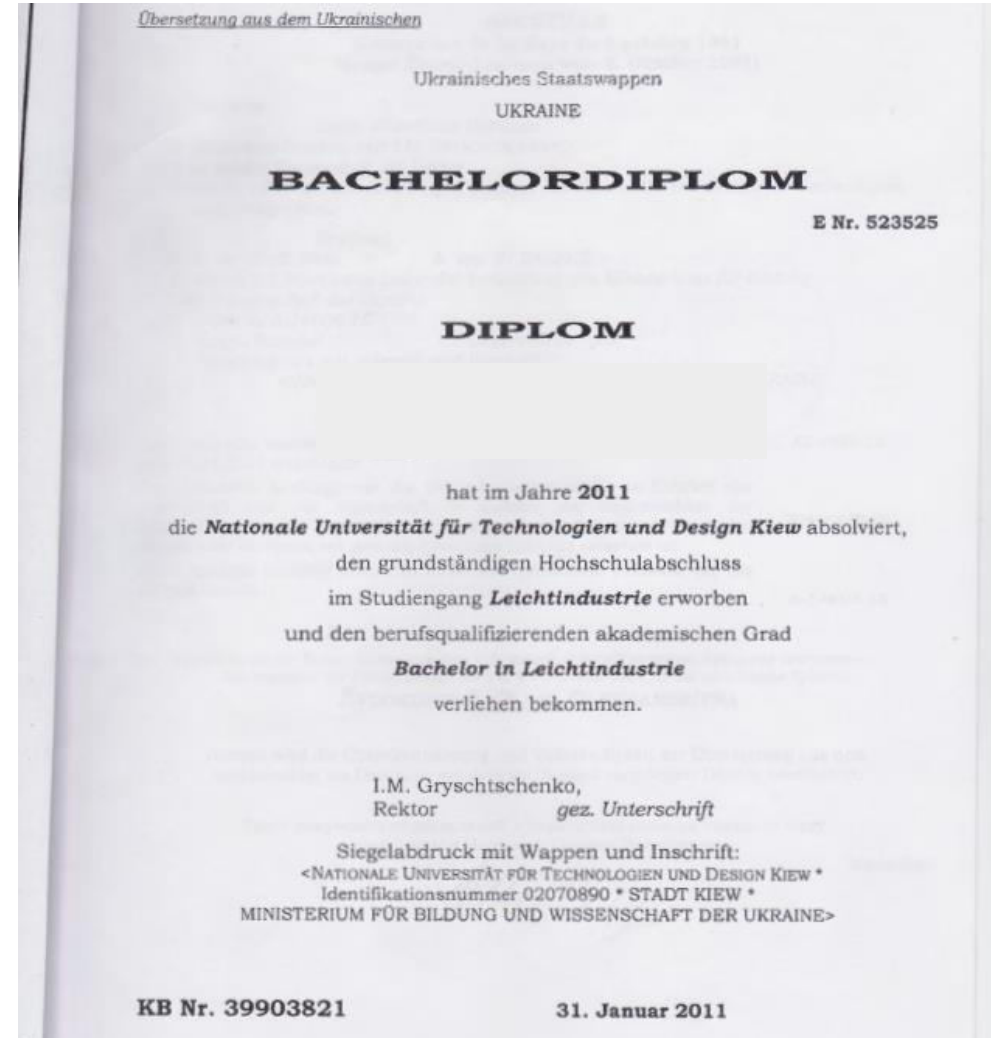 Übersetzung aus dem Ukrainischen
Ukrainisches Staatswappen
UKRAINE
BACHELORDIPLOM
E Nr. 523525
DIPLOM
hat im Jahre 2011
die Nationale Universität für Technologien und Design Kiew absolviert,
den grundständigen Hochschulabschluss
im Studiengang Leichtindustrie erworben
und den berufsqualifizierenden akademischen Grad
Bachelor in Leichtindustrie
verliehen bekommen.
I.M. Gryschtschenko,
Rektor gez. Unterschrift
Siegelabdruck mit Wappen und Inschrift:
<NATIONALE UNIVERSITÄT FÜR TECHNOLOGIEN UND DESIGN KIEW *
Identifikationsnummer 02070890 * STADT KIEW *
MINISTERIUM FÜR BILDUNG UND WISSENSCHAFT DER UKRAINE>
KB Nr. 39903821 31. Januar 2011